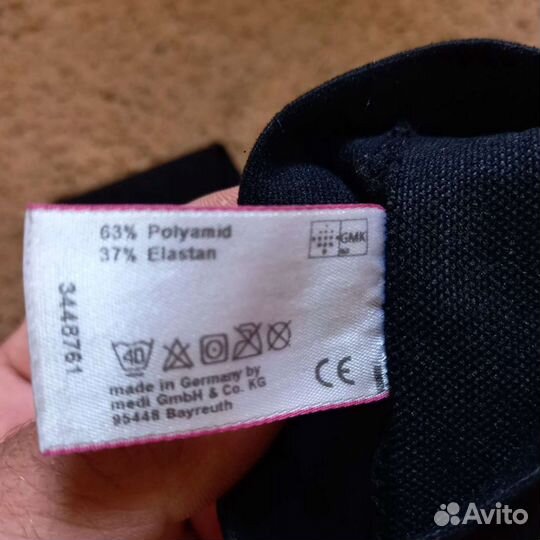 63% Polyamid
37% Elastan
GMK
3448761
40
made in Germany by
medi GmbH & Co. KG
95448 Bayreuth
CE
Avito